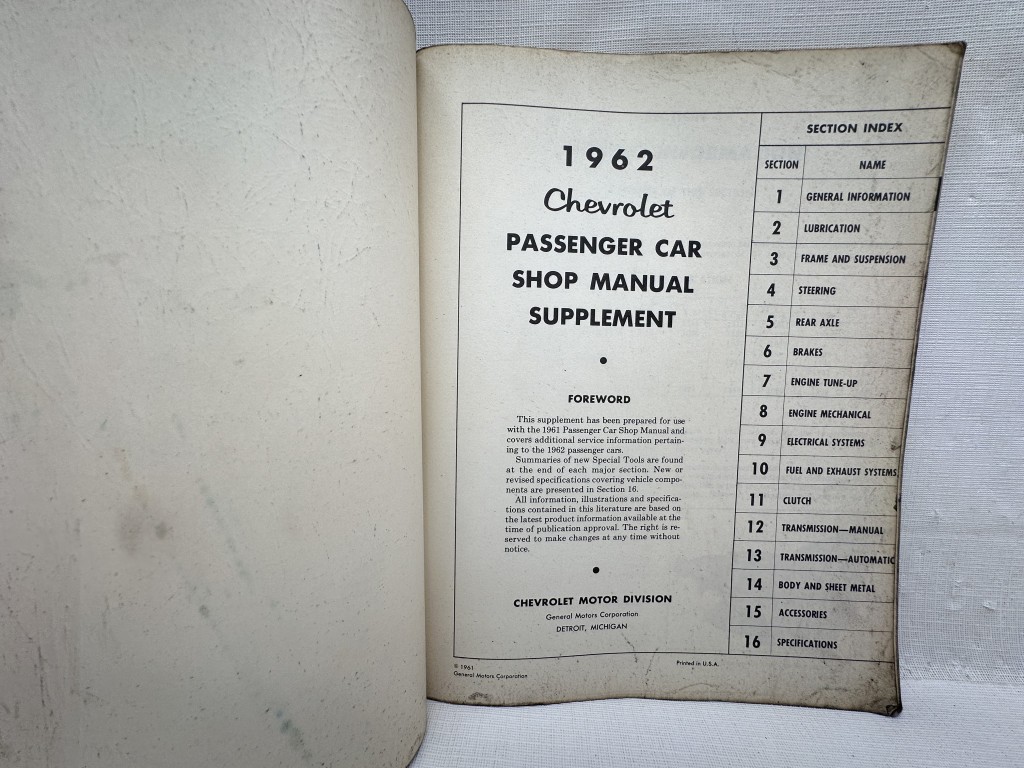 1962
Chevrolet
PASSENGER CAR
SHOP MANUAL
SUPPLEMENT
•
FOREWORD
This supplement has been prepared for use
with the 1961 Passenger Car Shop Manual and
covers additional service information pertain-
ing to the 1962 passenger cars.
Summaries of new Special Tools are found
at the end of each major section. New or
revised specifications covering vehicle compo-
nents are presented in Section 16.
All information, illustrations and specifica-
tions contained in this literature are based on
the latest product information available at the
time of publication approval. The right is re-
served to make changes at any time without
notice.
•
CHEVROLET MOTOR DIVISION
General Motors Corporation
DETROIT, MICHIGAN
SECTION INDEX
SECTION NAME
1 GENERAL INFORMATION
2 LUBRICATION
3 FRAME AND SUSPENSION
4 STEERING
5 REAR AXLE
6 BRAKES
7 ENGINE TUNE-UP
8 ENGINE MECHANICAL
9 ELECTRICAL SYSTEMS
10 FUEL AND EXHAUST SYSTEMS
11 CLUTCH
12 TRANSMISSION—MANUAL
13 TRANSMISSION—AUTOMATIC
14 BODY AND SHEET METAL
15 ACCESSORIES
16 SPECIFICATIONS
© 1961
General Motors Corporation
Printed in U.S.A.